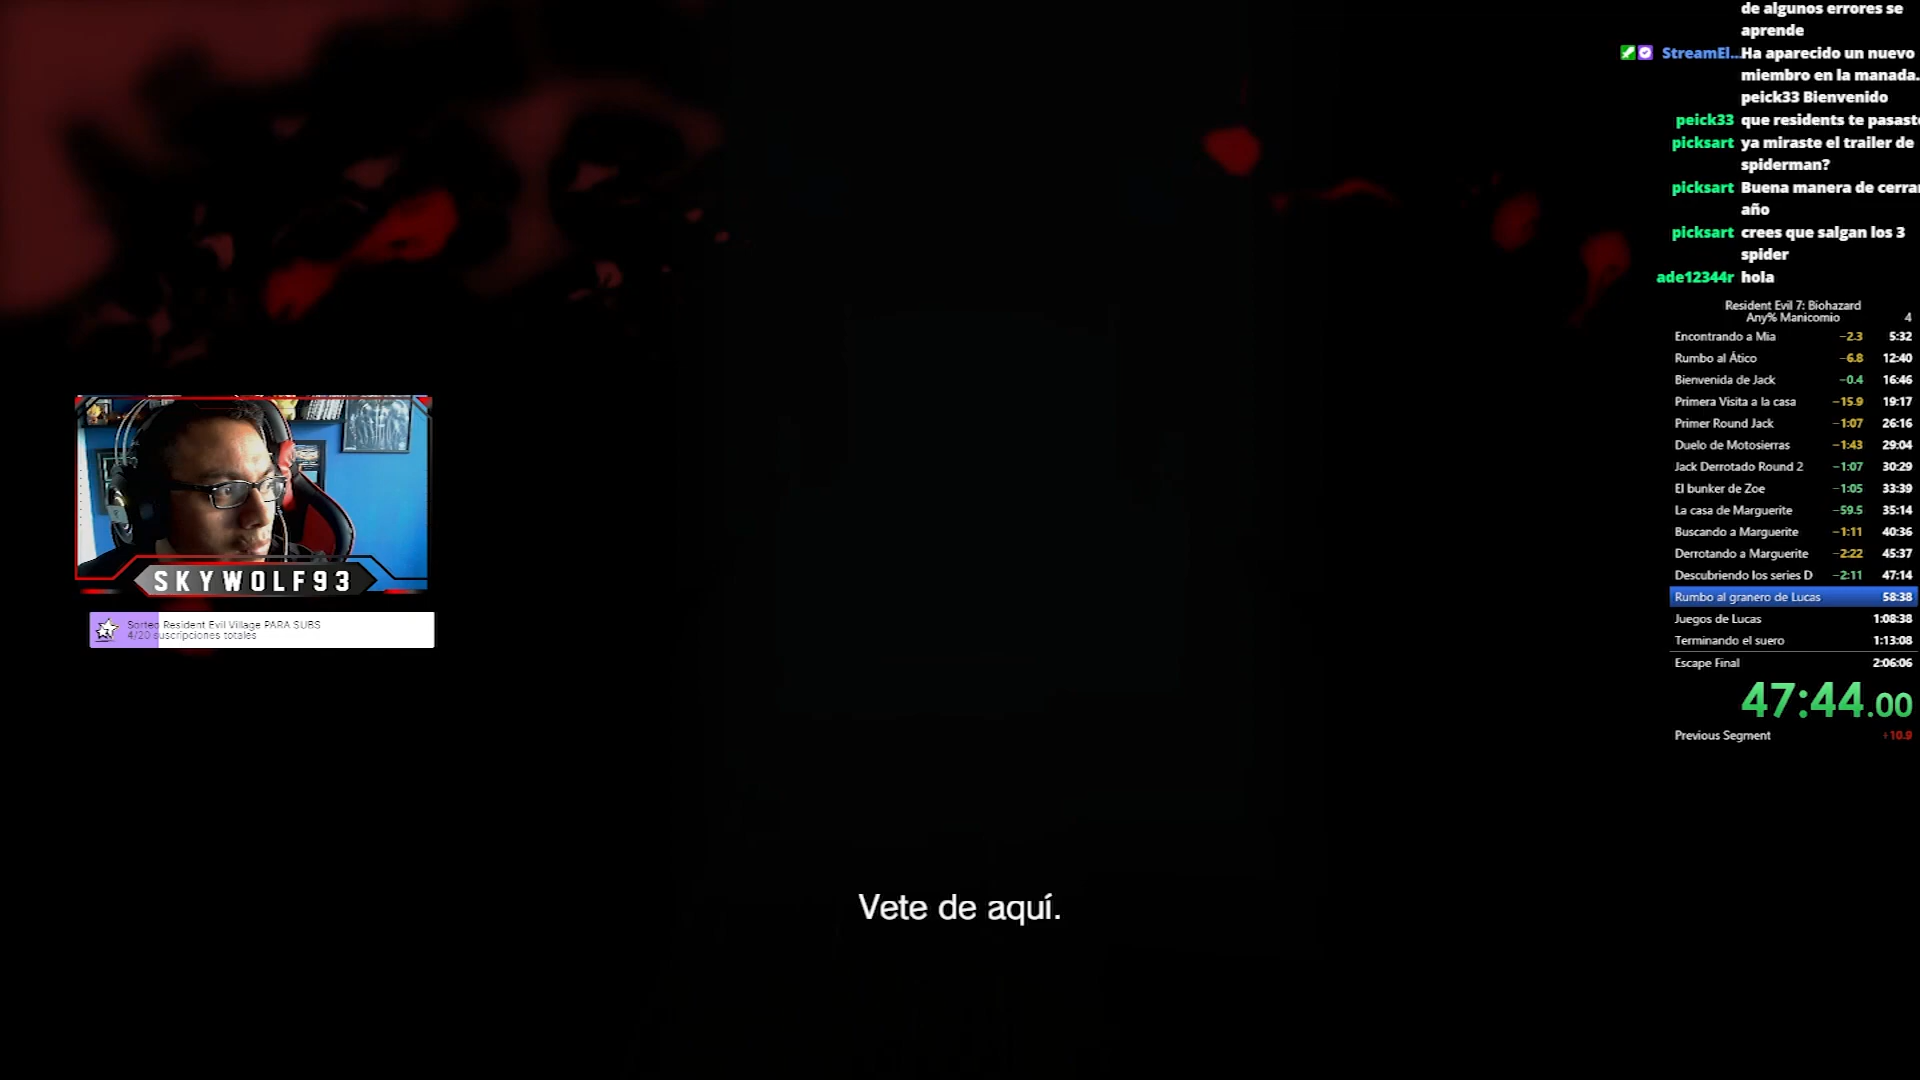 de algunos errores se
aprende
StreamEl... Ha aparecido un nuevo
miembro en la manada.
peick33 Bienvenido
peick33 que residents te pasast
picksart ya miraste el trailer de
spiderman?
picksart Buena manera de cerra
año
picksart crees que salgan los 3
spider
ade12344r hola
Resident Evil 7: Biohazard
Any% Manicomio 4
Encontrando a Mia −2.3 5:32
Rumbo al Ático −6.8 12:40
Bienvenida de Jack −0.4 16:46
Primera Visita a la casa −15.9 19:17
Primer Round Jack −1:07 26:16
Duelo de Motosierras −1:43 29:04
Jack Derrotado Round 2 −1:07 30:29
El bunker de Zoe −1:05 33:39
La casa de Marguerite −59.5 35:14
Buscando a Marguerite −1:11 40:36
Derrotando a Marguerite −2:22 45:37
Descubriendo los series D −2:11 47:14
Rumbo al granero de Lucas 58:38
Juegos de Lucas 1:08:38
Terminando el suero 1:13:08
Escape Final 2:06:06
47:44.00
Previous Segment +10.9
SKYWOLF93
Sorteo Resident Evil Village PARA SUBS
4/20 suscripciones totales
Vete de aquí.